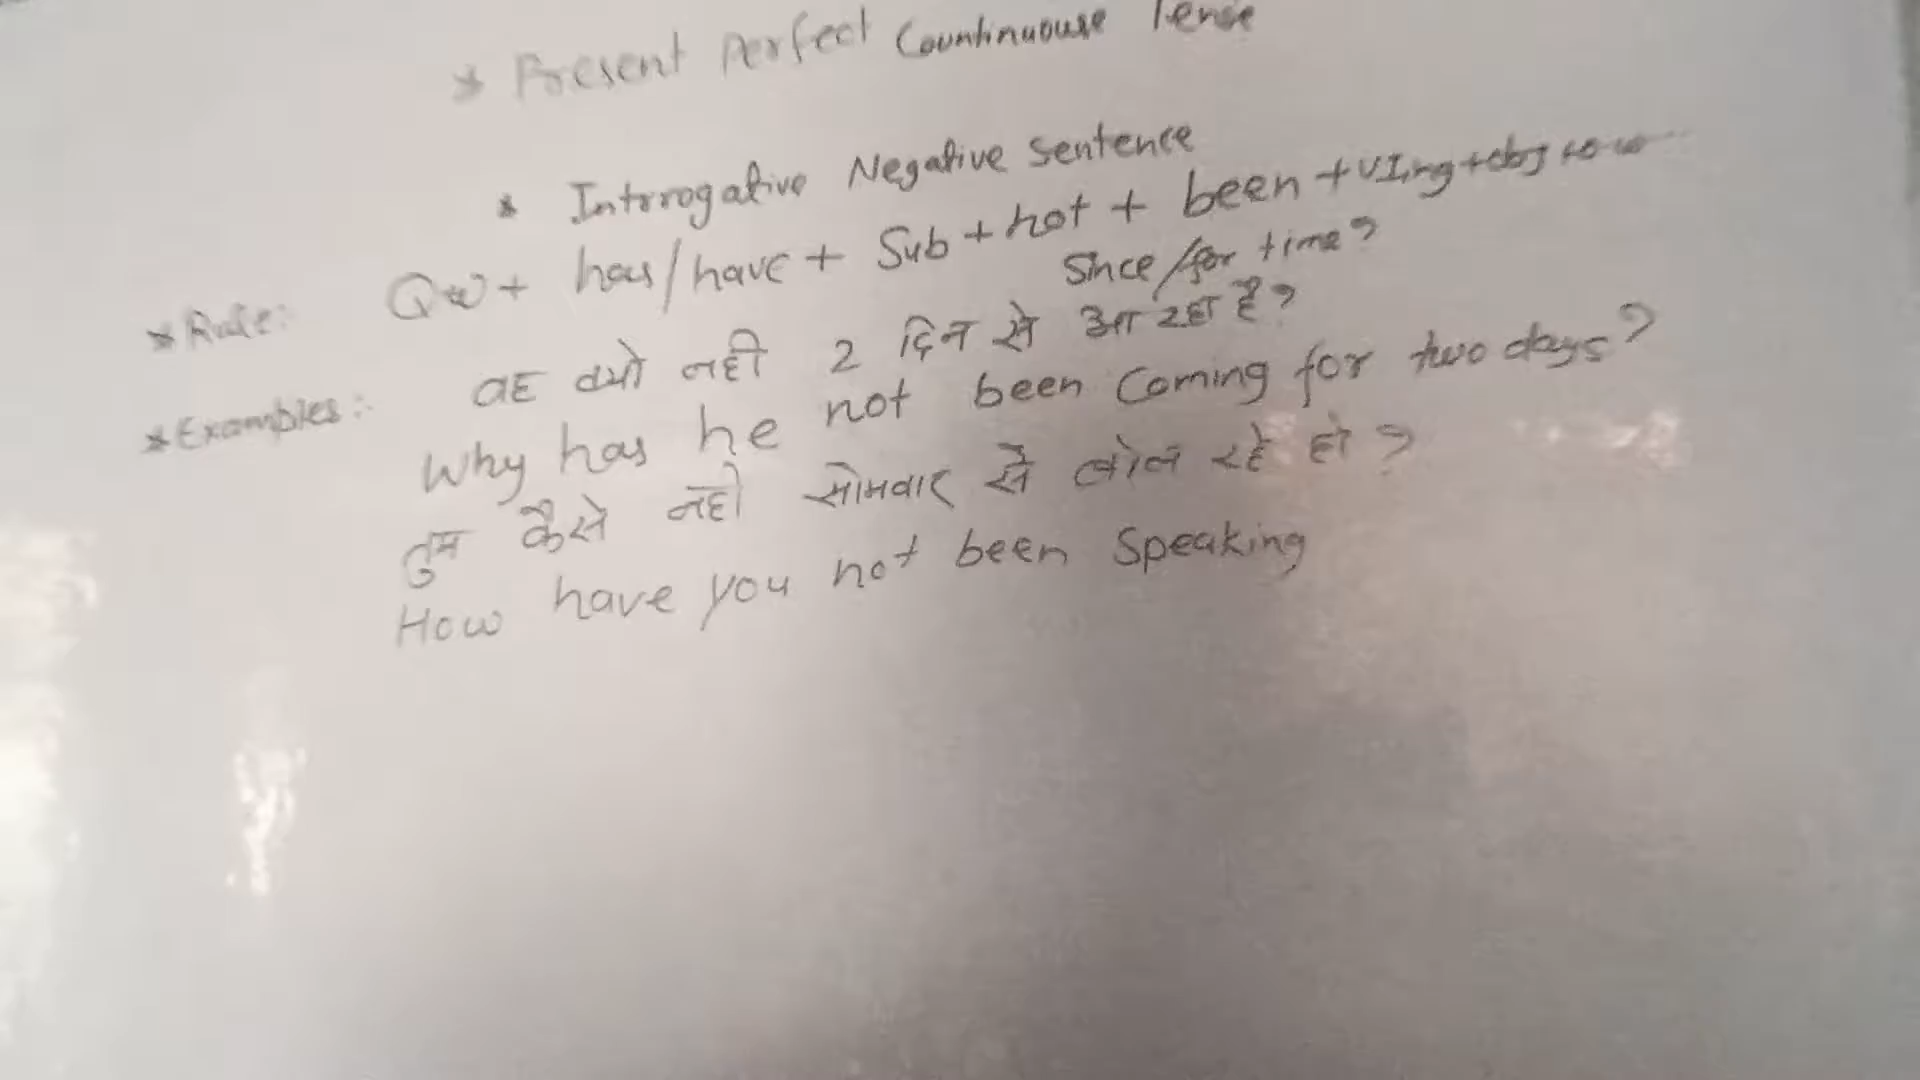 * Present Perfect Countinuouse Tense
* Intrrogative Negative Sentence
* Rule: Qw + has/have + Sub + not + been + VIing + obj
Since/for time?
* Examples:- वह क्यो नही 2 दिन से आ रहा है?
Why has he not been Coming for two days?
तुम कैसे नही सोमवार से बोल रहे हो?
How have you not been Speaking